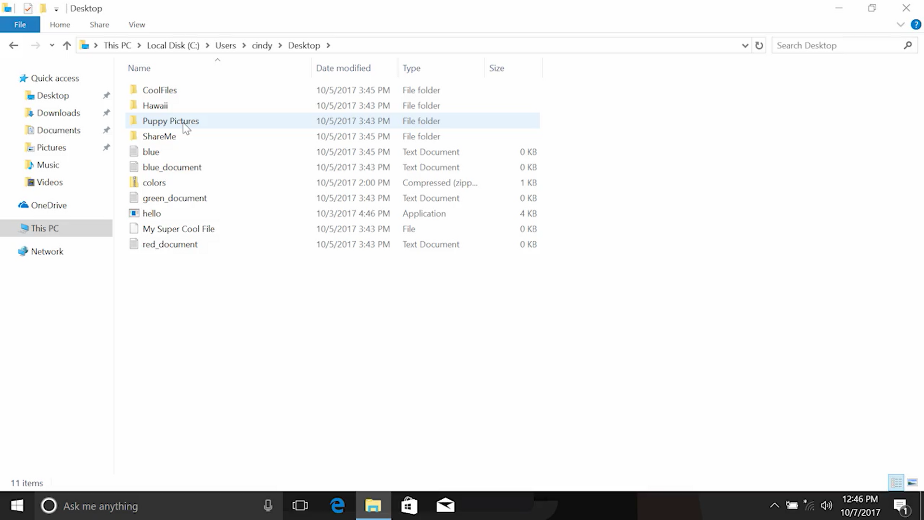 Desktop
File Home Share View
This PC Local Disk (C:) Users cindy Desktop Search Desktop
Name Date modified Type Size
Quick access
Desktop
Downloads
Documents
Pictures
Music
Videos
OneDrive
This PC
Network
CoolFiles 10/5/2017 3:45 PM File folder
Hawaii 10/5/2017 3:45 PM File folder
Puppy Pictures 10/5/2017 3:43 PM File folder
ShareMe 10/5/2017 3:43 PM File folder
blue 10/5/2017 3:45 PM Text Document 0 KB
blue_document 10/5/2017 3:43 PM Text Document 0 KB
colors 10/5/2017 2:00 PM Compressed (zipp... 1 KB
green_document 10/5/2017 3:43 PM Text Document 0 KB
hello 10/3/2017 4:46 PM Application 4 KB
My Super Cool File 10/5/2017 3:43 PM File 0 KB
red_document 10/5/2017 3:43 PM Text Document 0 KB
11 items
Ask me anything
12:46 PM
10/7/2017
1